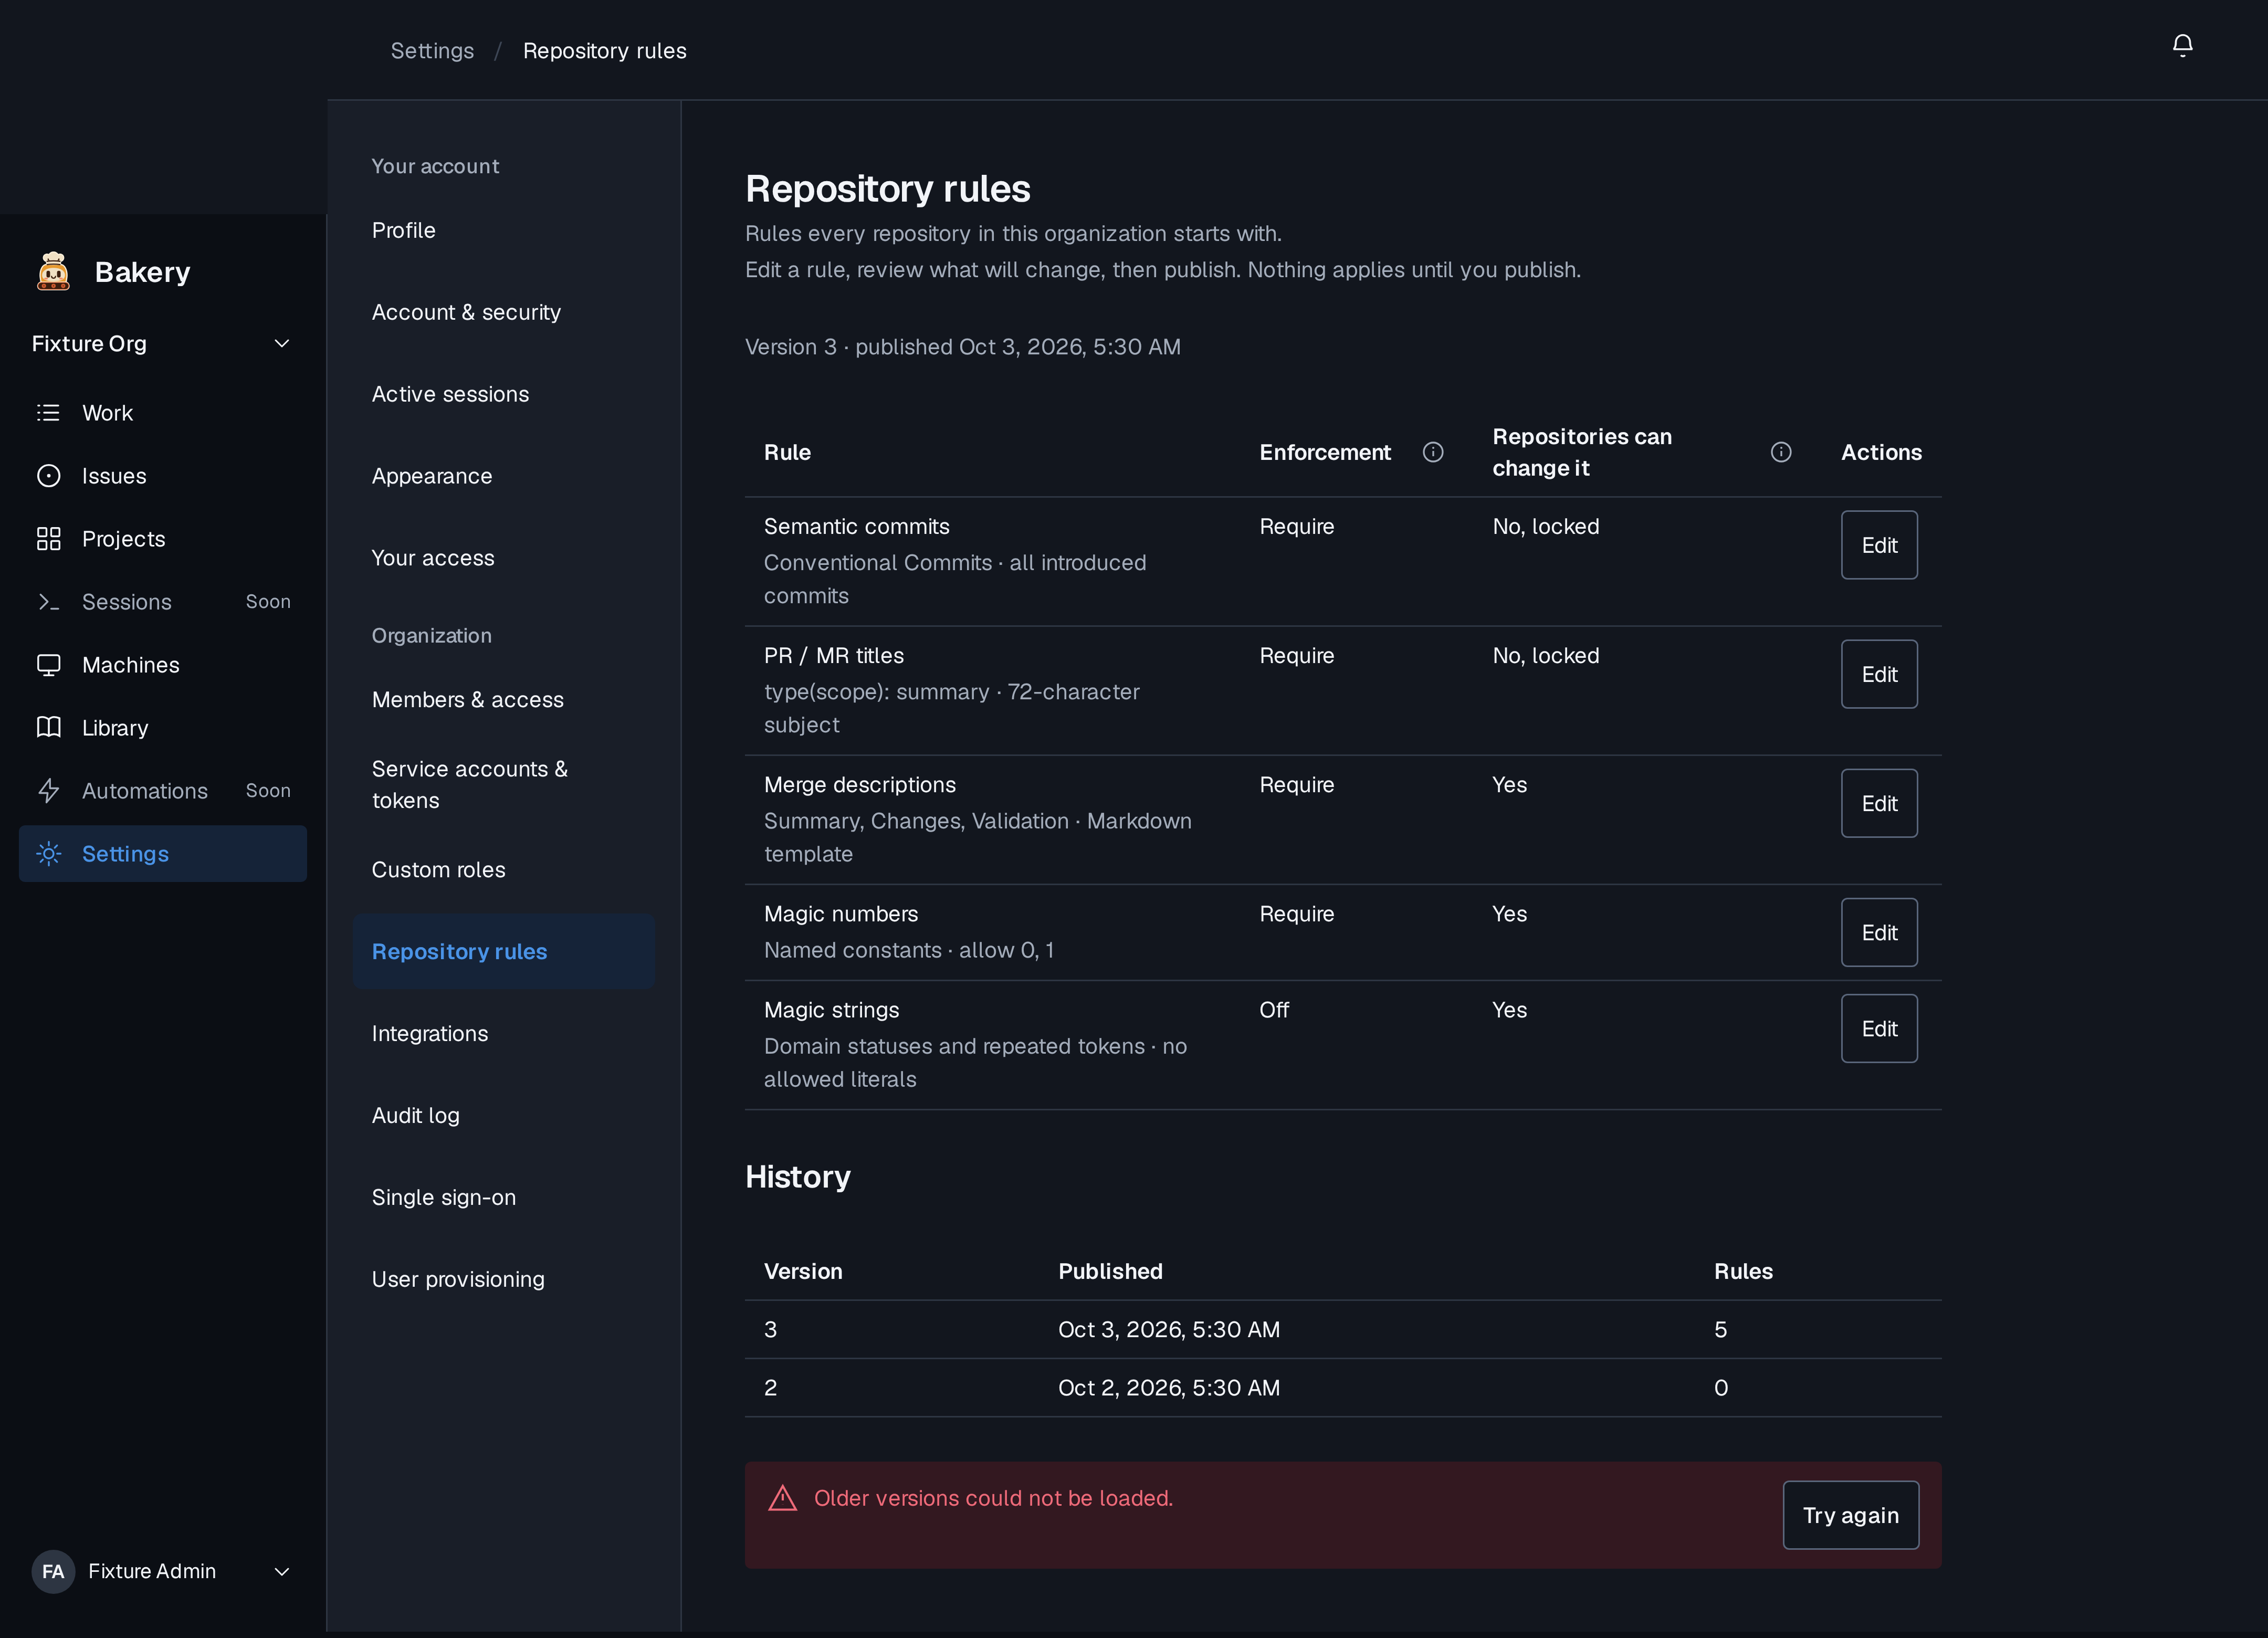 Settings / Repository rules
Bakery
Fixture Org
Work
Issues
Projects
Sessions Soon
Machines
Library
Automations Soon
Settings
FA Fixture Admin
Your account
Profile
Account & security
Active sessions
Appearance
Your access
Organization
Members & access
Service accounts &
tokens
Custom roles
Repository rules
Integrations
Audit log
Single sign-on
User provisioning
Repository rules
Rules every repository in this organization starts with.
Edit a rule, review what will change, then publish. Nothing applies until you publish.
Version 3 · published Oct 3, 2026, 5:30 AM
Rule Enforcement Repositories can
change it Actions
Semantic commits Require No, locked Edit
Conventional Commits · all introduced
commits
PR / MR titles Require No, locked Edit
type(scope): summary · 72-character
subject
Merge descriptions Require Yes Edit
Summary, Changes, Validation · Markdown
template
Magic numbers Require Yes Edit
Named constants · allow 0, 1
Magic strings Off Yes Edit
Domain statuses and repeated tokens · no
allowed literals
History
Version Published Rules
3 Oct 3, 2026, 5:30 AM 5
2 Oct 2, 2026, 5:30 AM 0
Older versions could not be loaded. Try again